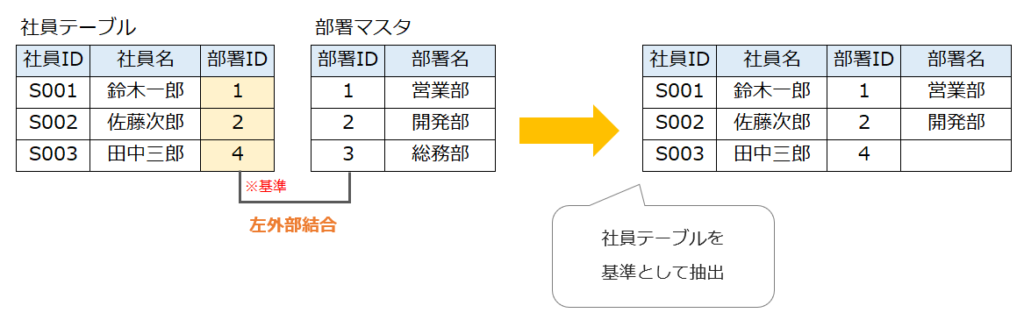 社員テーブル
社員ID 社員名 部署ID
S001 鈴木一郎 1
S002 佐藤次郎 2
S003 田中三郎 4
部署マスタ
部署ID 部署名
1 営業部
2 開発部
3 総務部
※基準
左外部結合
社員ID 社員名 部署ID 部署名
S001 鈴木一郎 1 営業部
S002 佐藤次郎 2 開発部
S003 田中三郎 4
社員テーブルを
基準として抽出